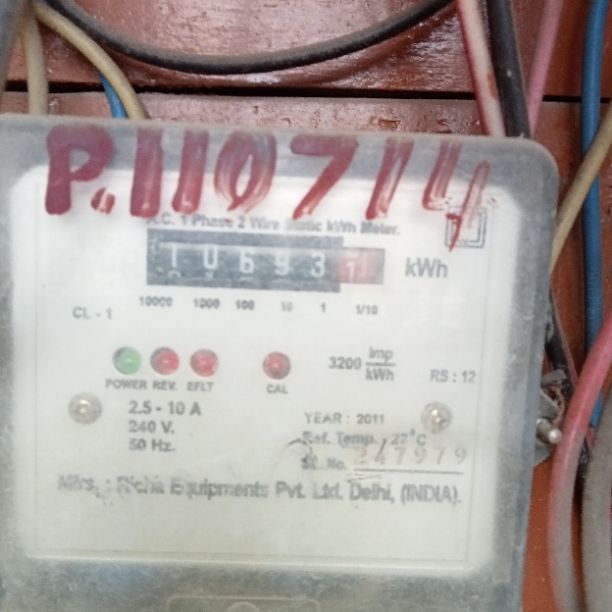 P.110714
A.C. 1 Phase 2 Wire Static kWh Meter.
10693 kWh
10000 1000 100 10 1 1/10
CL - 1
3200 imp/kWh
POWER REV. EFLT CAL
RS : 12
2.5 - 10 A
240 V.
50 Hz.
YEAR : 2011
Ref. Temp. 27°C
Sl. No. 247979
Mfrs. : Richa Equipments Pvt. Ltd. Delhi, (INDIA).